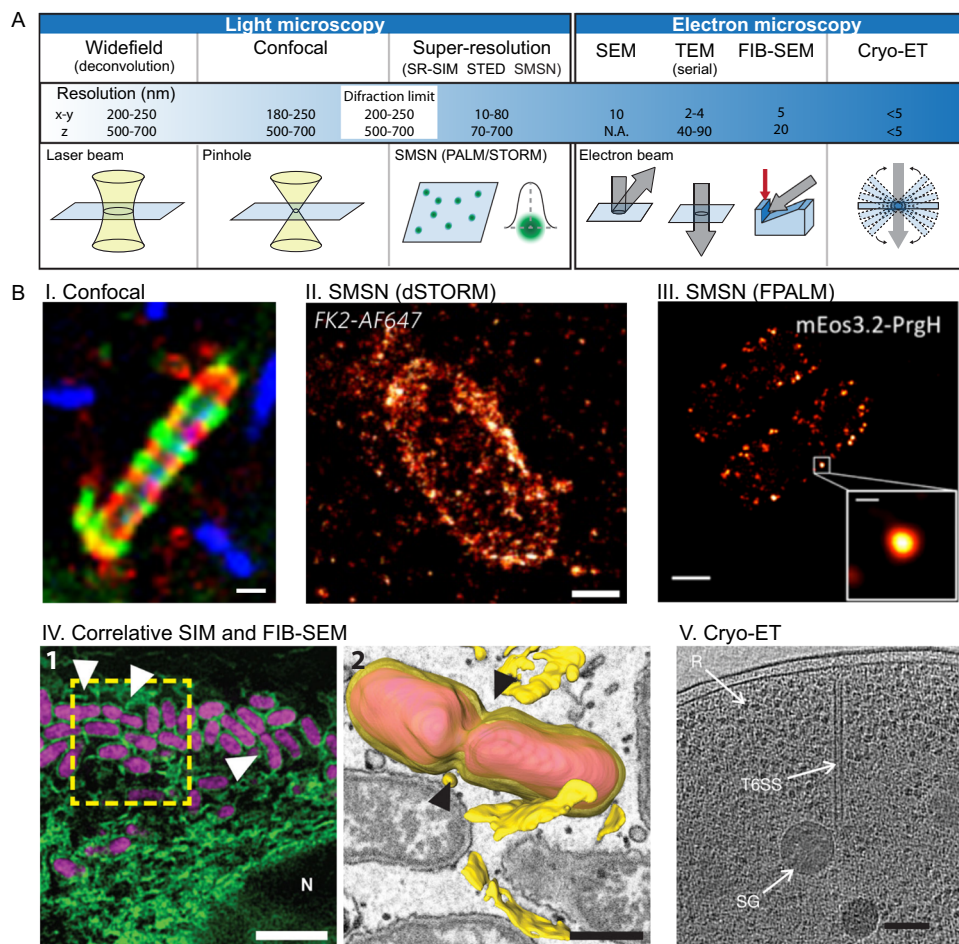 A
Light microscopy
Electron microscopy
Widefield
(deconvolution)
Confocal
Super-resolution
(SR-SIM STED SMSN)
SEM
TEM
(serial)
FIB-SEM
Cryo-ET
Resolution (nm)
Difraction limit
x-y 200-250 180-250 200-250 10-80 10 2-4 5 <5
z 500-700 500-700 500-700 70-700 N.A. 40-90 20 <5
Laser beam
Pinhole
SMSN (PALM/STORM)
Electron beam
B
I. Confocal
II. SMSN (dSTORM)
FK2-AF647
III. SMSN (FPALM)
mEos3.2-PrgH
IV. Correlative SIM and FIB-SEM
1
N
2
V. Cryo-ET
R
T6SS
SG